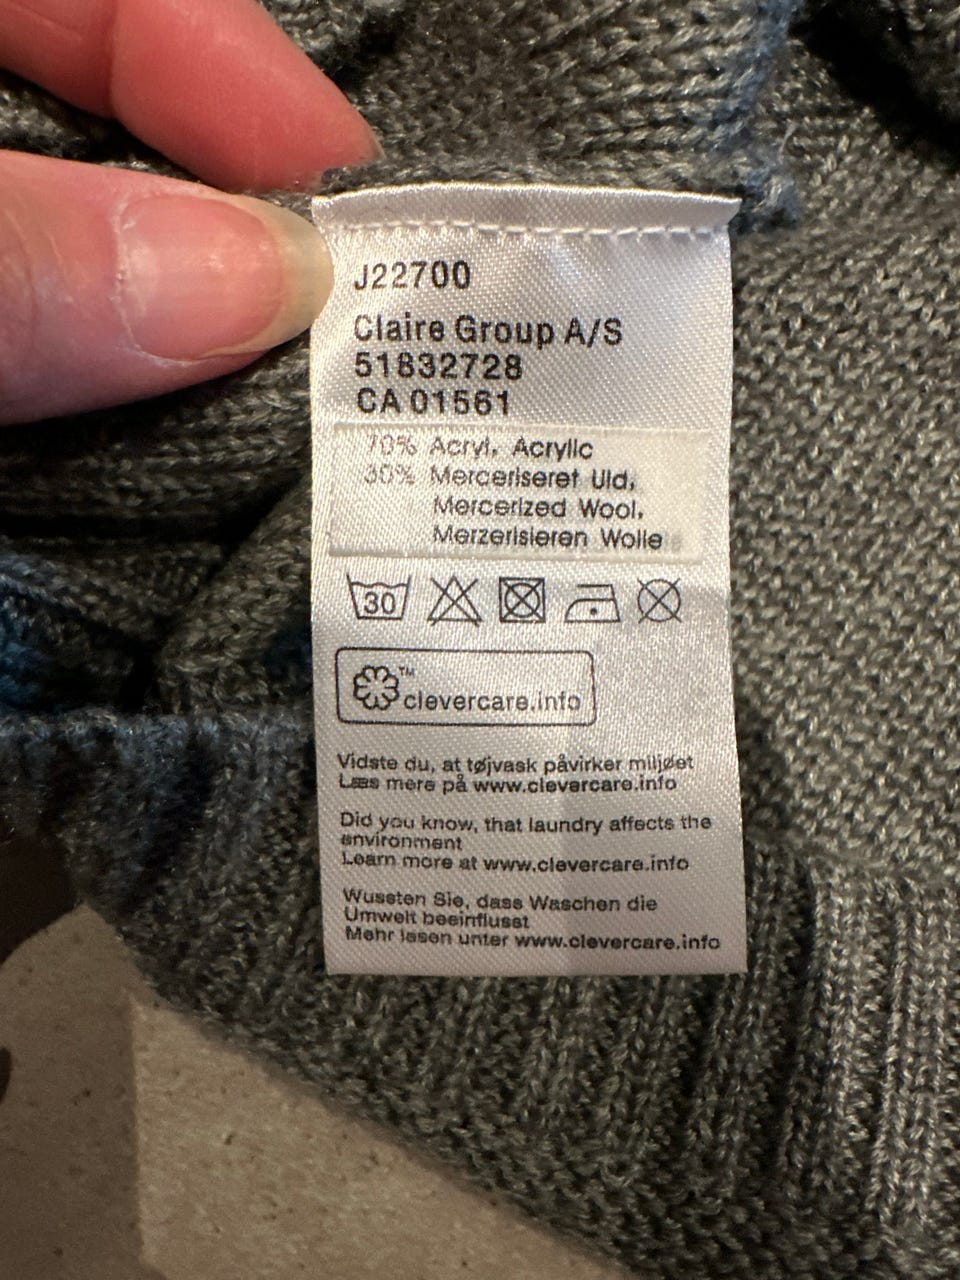 J22700
Claire Group A/S
51832728
CA 01561
70% Acryl, Acrylic
30% Merceriseret Uld,
Mercerized Wool,
Merzerisieren Wolle
30
™
clevercare.info
Vidste du, at tøjvask påvirker miljøet
Læs mere på www.clevercare.info
Did you know, that laundry affects the
environment
Learn more at www.clevercare.info
Wussten Sie, dass Waschen die
Umwelt beeinflusst
Mehr lesen unter www.clevercare.info